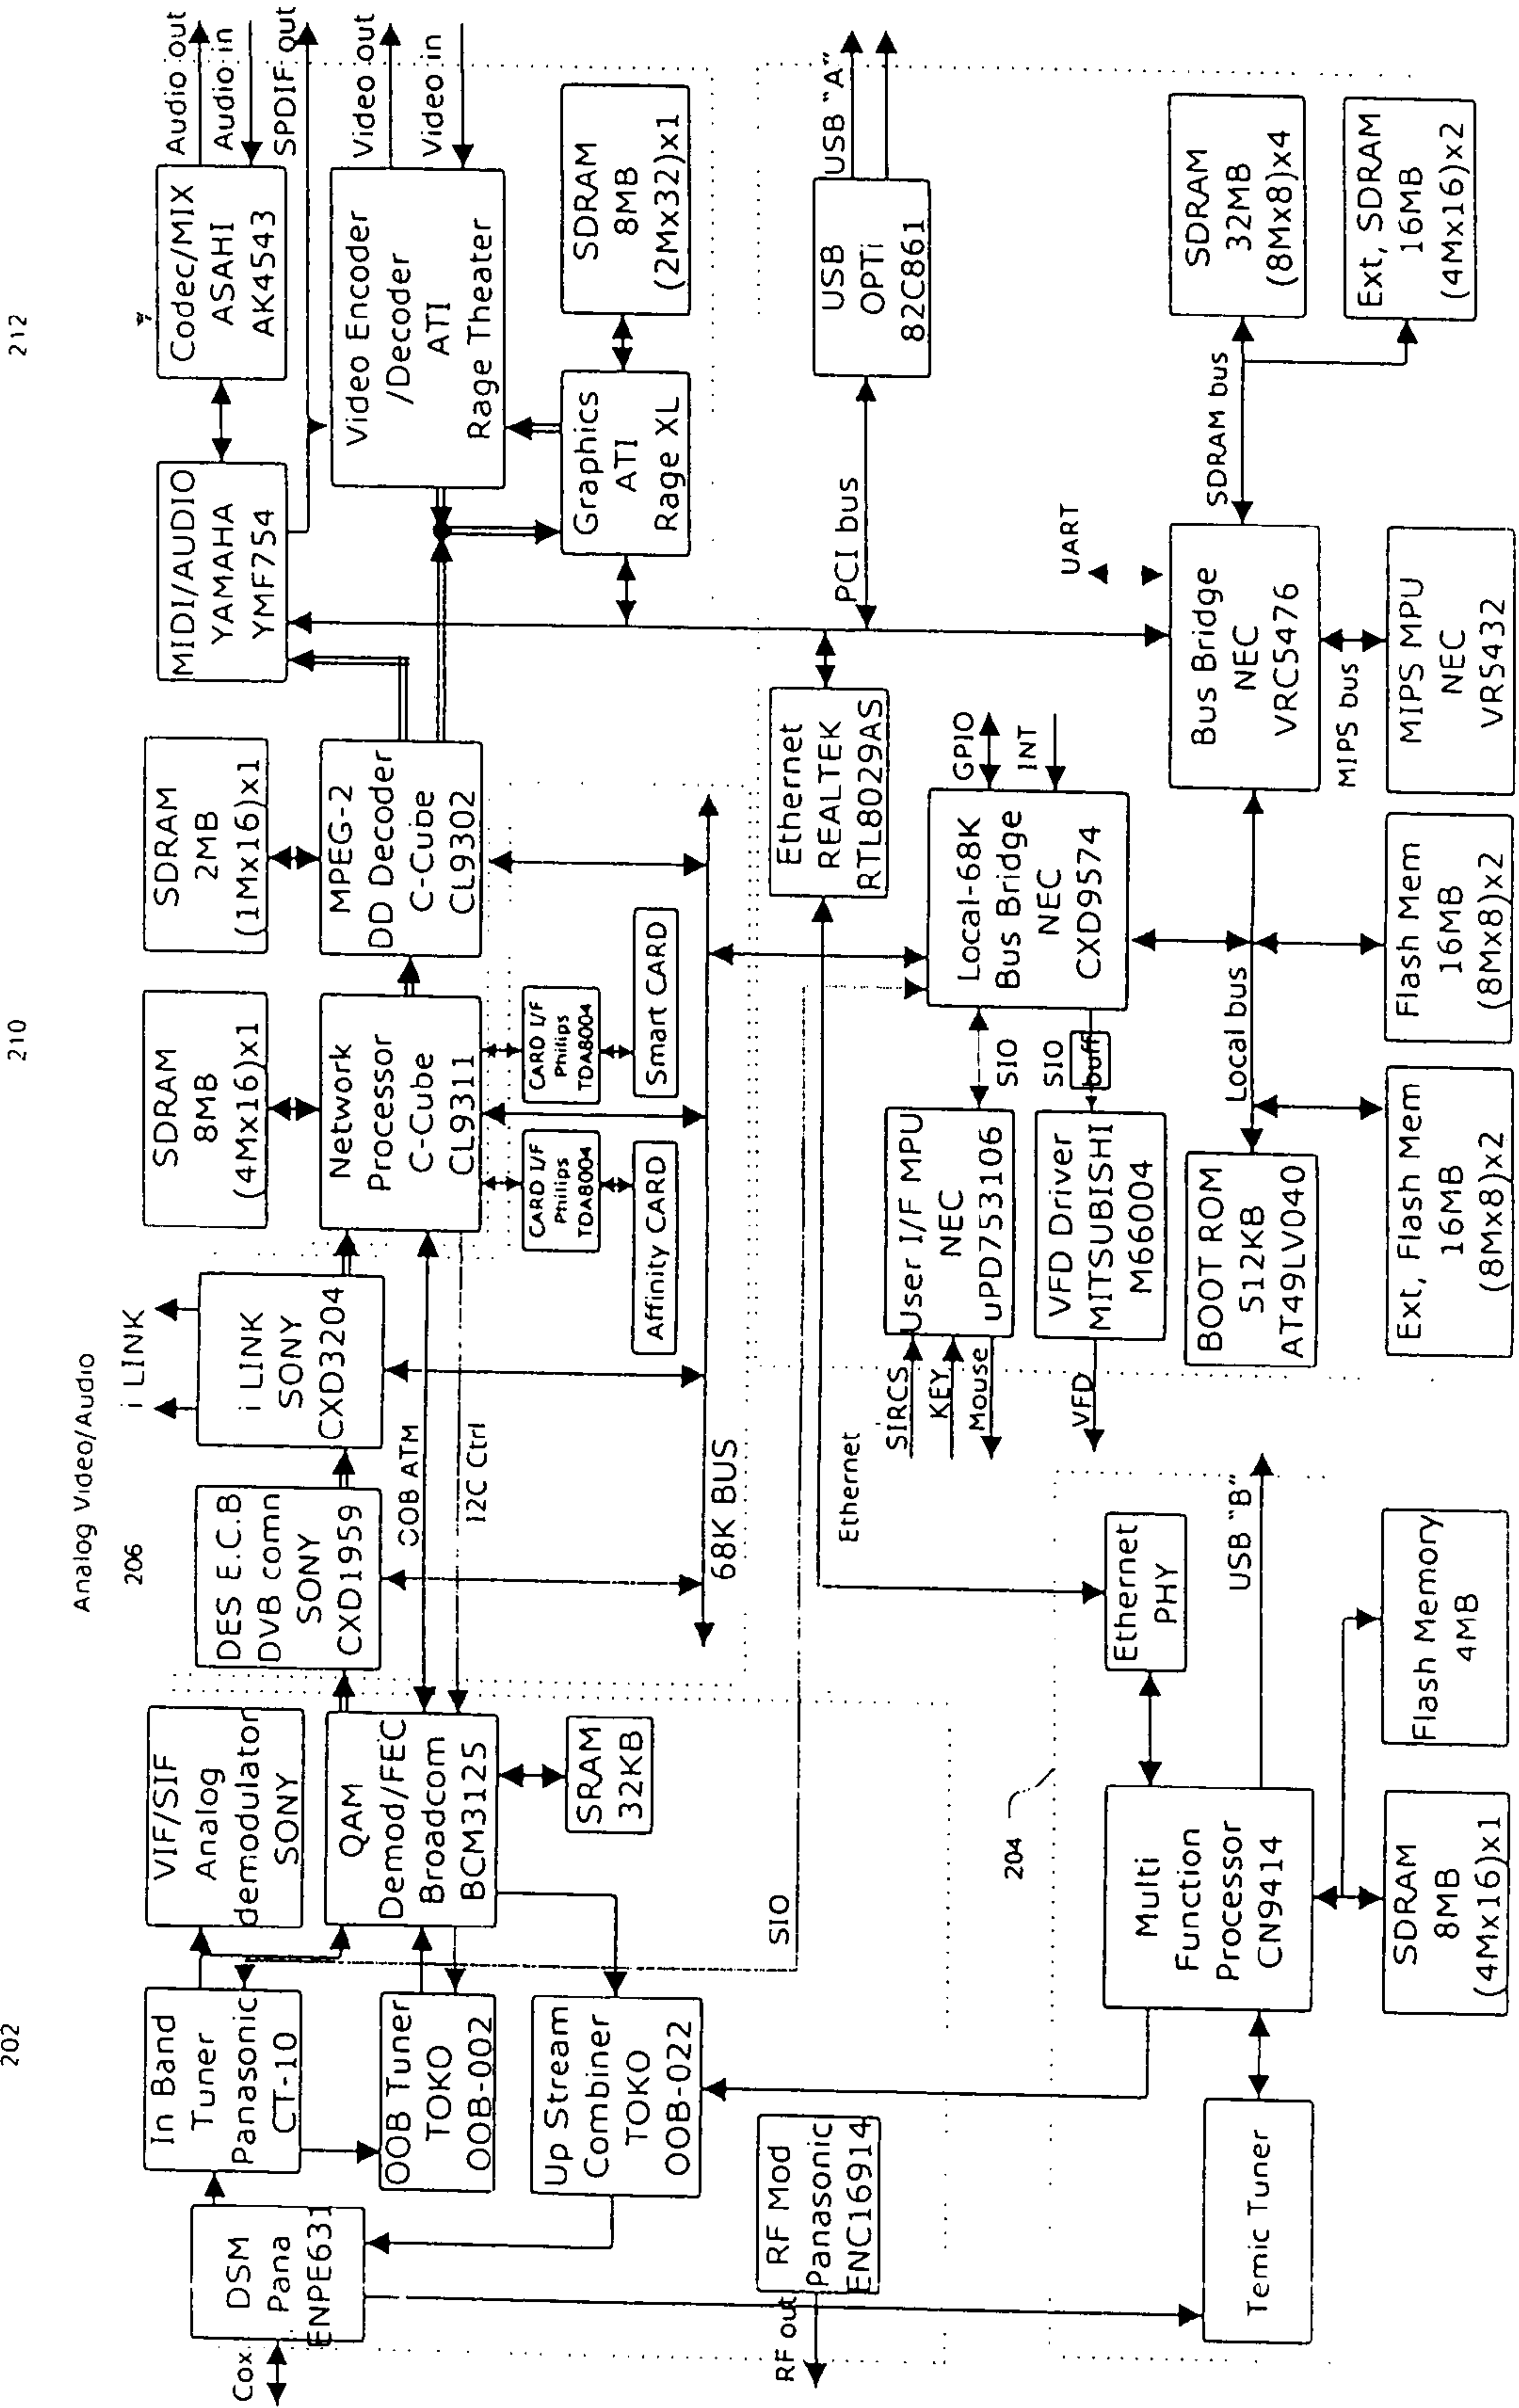 202
210
212
Analog Video/Audio
206
i LINK
Cox
DSM
Pana
ENPE631
In Band
Tuner
Panasonic
CT-10
VIF/SIF
Analog
demodulator
SONY
OOB Tuner
TOKO
OOB-002
QAM
Demod/FEC
Broadcom
BCM3125
SRAM
32KB
Up Stream
Combiner
TOKO
OOB-022
RF Mod
Panasonic
ENC16914
RF out
SIO
DES E.C.B
DVB comn
SONY
CXD1959
i LINK
SONY
CXD3204
OOB ATM
I2C Ctrl
68K BUS
SDRAM
8MB
(4Mx16)x1
Network
Processor
C-Cube
CL9311
SDRAM
2MB
(1Mx16)x1
MPEG-2
DD Decoder
C-Cube
CL9302
CARD I/F
Philips
TDA8004
Affinity CARD
CARD I/F
Philips
TDA8004
Smart CARD
MIDI/AUDIO
YAMAHA
YMF754
Codec/MIX
ASAHI
AK4543
Audio out
Audio in
SPDIF out
Video Encoder
/Decoder
ATI
Rage Theater
Video out
Video in
Graphics
ATI
Rage XL
SDRAM
8MB
(2Mx32)x1
Ethernet
Ethernet
REALTEK
RTL8029AS
PCI bus
USB
OPTi
82C861
USB "A"
SIRCS
KEY
Mouse
User I/F MPU
NEC
uPD753106
SIO
SIO
buff
VFD
VFD Driver
MITSUBISHI
M66004
Local-68K
Bus Bridge
NEC
CXD9574
GPIO
INT
UART
Bus Bridge
NEC
VRC5476
SDRAM bus
SDRAM
32MB
(8Mx8)x4
Ext, SDRAM
16MB
(4Mx16)x2
MIPS bus
MIPS MPU
NEC
VR5432
Local bus
BOOT ROM
512KB
AT49LV040
Flash Mem
16MB
(8Mx8)x2
Ext, Flash Mem
16MB
(8Mx8)x2
204
Temic Tuner
Multi
Function
Processor
CN9414
Ethernet
PHY
USB "B"
SDRAM
8MB
(4Mx16)x1
Flash Memory
4MB